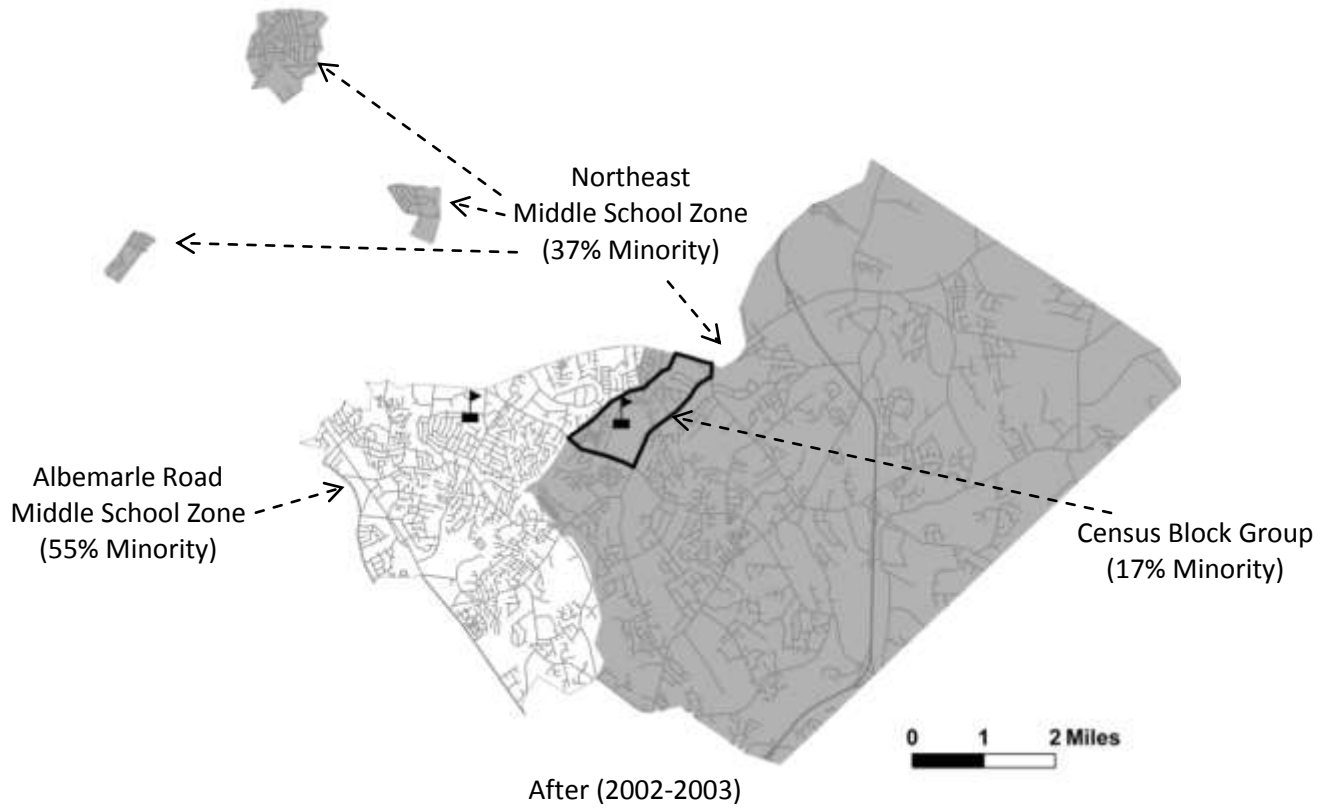 Northeast
Middle School Zone
(37% Minority)
Albemarle Road
Middle School Zone
(55% Minority)
Census Block Group
(17% Minority)
0 1 2 Miles
After (2002-2003)